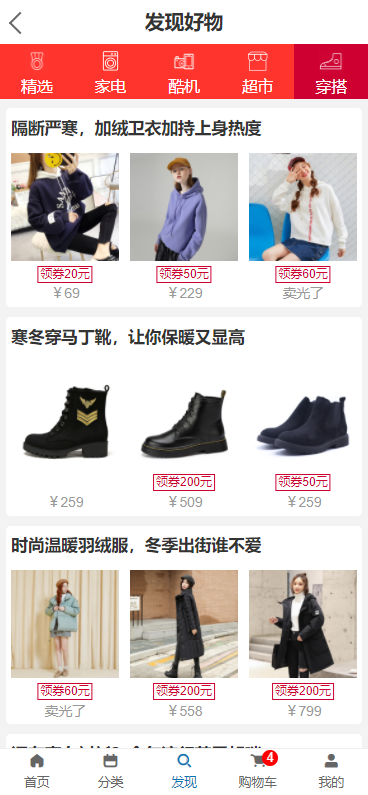 发现好物
精选
家电
酷机
超市
穿搭
隔断严寒，加绒卫衣加持上身热度
领券20元
领券50元
领券60元
￥69
￥229
卖光了
寒冬穿马丁靴，让你保暖又显高
领券200元
领券50元
￥259
￥509
￥259
时尚温暖羽绒服，冬季出街谁不爱
领券60元
领券200元
领券200元
卖光了
￥558
￥799
4
首页
分类
发现
购物车
我的